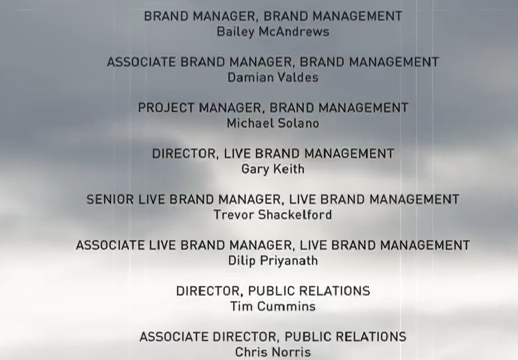 BRAND MANAGER, BRAND MANAGEMENT
Bailey McAndrews
ASSOCIATE BRAND MANAGER, BRAND MANAGEMENT
Damian Valdes
PROJECT MANAGER, BRAND MANAGEMENT
Michael Solano
DIRECTOR, LIVE BRAND MANAGEMENT
Gary Keith
SENIOR LIVE BRAND MANAGER, LIVE BRAND MANAGEMENT
Trevor Shackelford
ASSOCIATE LIVE BRAND MANAGER, LIVE BRAND MANAGEMENT
Dilip Priyanath
DIRECTOR, PUBLIC RELATIONS
Tim Cummins
ASSOCIATE DIRECTOR, PUBLIC RELATIONS
Chris Norris